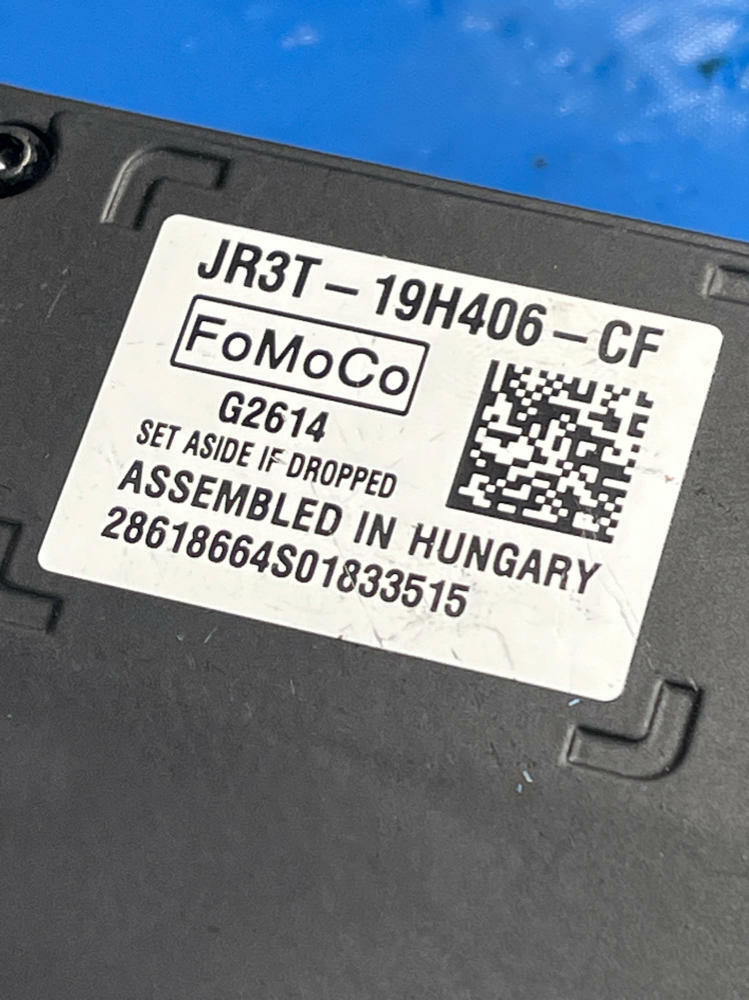 JR3T-19H406-CF
FoMoCo
G2614
SET ASIDE IF DROPPED
ASSEMBLED IN HUNGARY
28618664S01833515